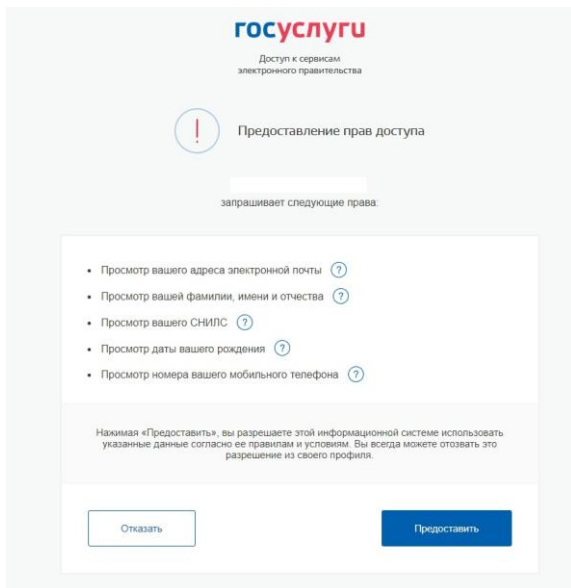 госуслуги
Доступ к сервисам
электронного правительства
!
Предоставление прав доступа
запрашивает следующие права:
• Просмотр вашего адреса электронной почты ?
• Просмотр вашей фамилии, имени и отчества ?
• Просмотр вашего СНИЛС ?
• Просмотр даты вашего рождения ?
• Просмотр номера вашего мобильного телефона ?
Нажимая «Предоставить», вы разрешаете этой информационной системе использовать
указанные данные согласно ее правилам и условиям. Вы всегда можете отозвать это
разрешение из своего профиля.
Отказать
Предоставить